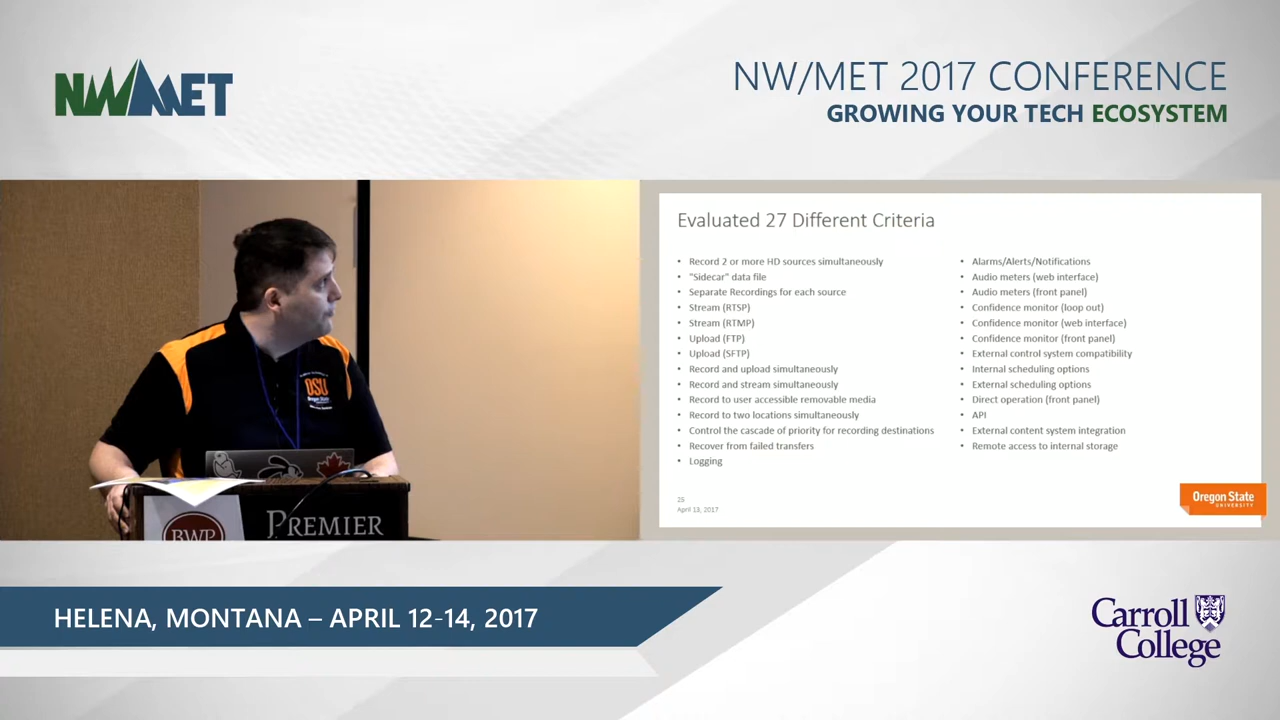 NWMET
NW/MET 2017 CONFERENCE
GROWING YOUR TECH ECOSYSTEM
OSU
Oregon State
BWP
PREMIER
Evaluated 27 Different Criteria
• Record 2 or more HD sources simultaneously
• "Sidecar" data file
• Separate Recordings for each source
• Stream (RTSP)
• Stream (RTMP)
• Upload (FTP)
• Upload (SFTP)
• Record and upload simultaneously
• Record and stream simultaneously
• Record to user accessible removable media
• Record to two locations simultaneously
• Control the cascade of priority for recording destinations
• Recover from failed transfers
• Logging
• Alarms/Alerts/Notifications
• Audio meters (web interface)
• Audio meters (front panel)
• Confidence monitor (loop out)
• Confidence monitor (web interface)
• Confidence monitor (front panel)
• External control system compatibility
• Internal scheduling options
• External scheduling options
• Direct operation (front panel)
• API
• External content system integration
• Remote access to internal storage
25
April 13, 2017
Oregon State
UNIVERSITY
HELENA, MONTANA – APRIL 12-14, 2017
Carroll
College